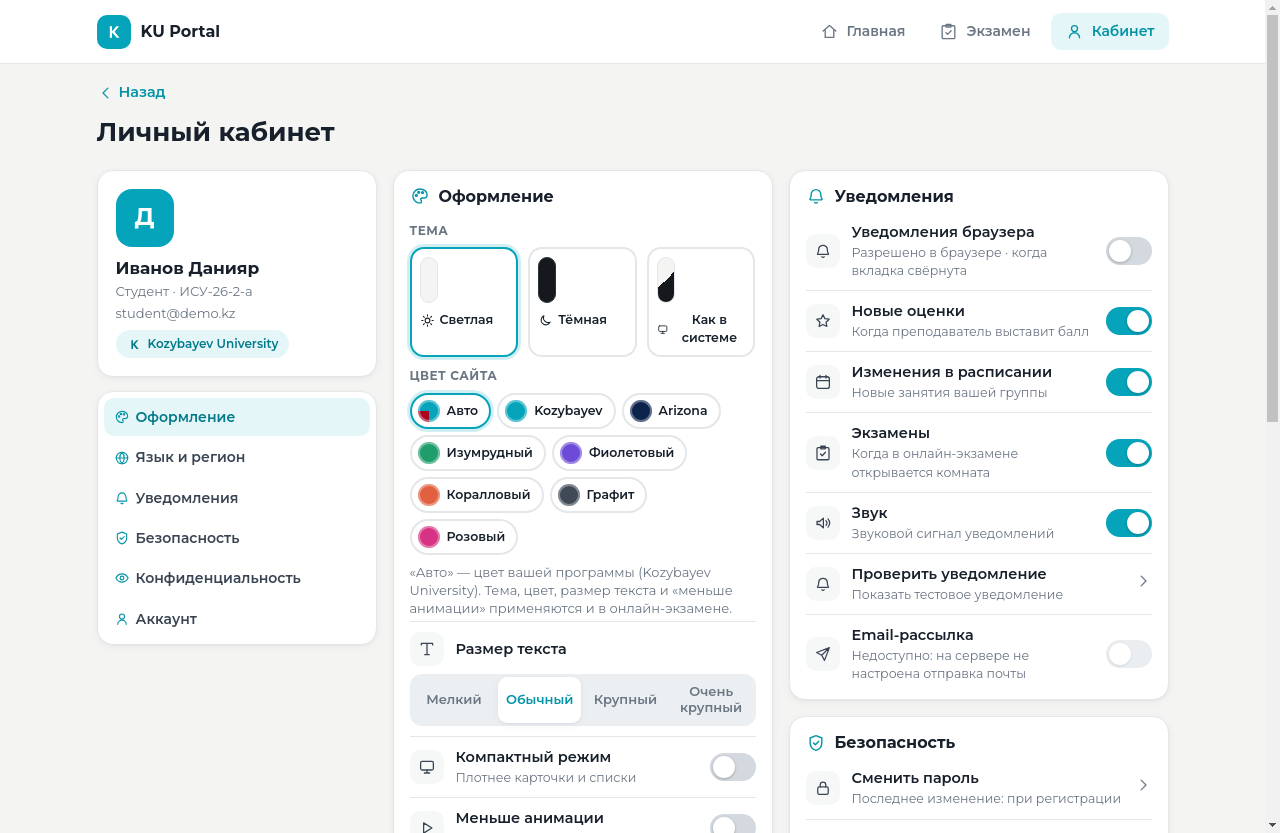 K KU Portal
Главная
Экзамен
Кабинет
Назад
Личный кабинет
Д
Иванов Данияр
Студент · ИСУ-26-2-а
student@demo.kz
K Kozybayev University
Оформление
Язык и регион
Уведомления
Безопасность
Конфиденциальность
Аккаунт
Оформление
ТЕМА
Светлая
Тёмная
Как в
системе
ЦВЕТ САЙТА
Авто
Kozybayev
Arizona
Изумрудный
Фиолетовый
Коралловый
Графит
Розовый
«Авто» — цвет вашей программы (Kozybayev
University). Тема, цвет, размер текста и «меньше
анимации» применяются и в онлайн-экзамене.
Размер текста
Мелкий
Обычный
Крупный
Очень
крупный
Компактный режим
Плотнее карточки и списки
Меньше анимации
Уведомления
Уведомления браузера
Разрешено в браузере · когда
вкладка свёрнута
Новые оценки
Когда преподаватель выставит балл
Изменения в расписании
Новые занятия вашей группы
Экзамены
Когда в онлайн-экзамене
открывается комната
Звук
Звуковой сигнал уведомлений
Проверить уведомление
Показать тестовое уведомление
Email-рассылка
Недоступно: на сервере не
настроена отправка почты
Безопасность
Сменить пароль
Последнее изменение: при регистрации